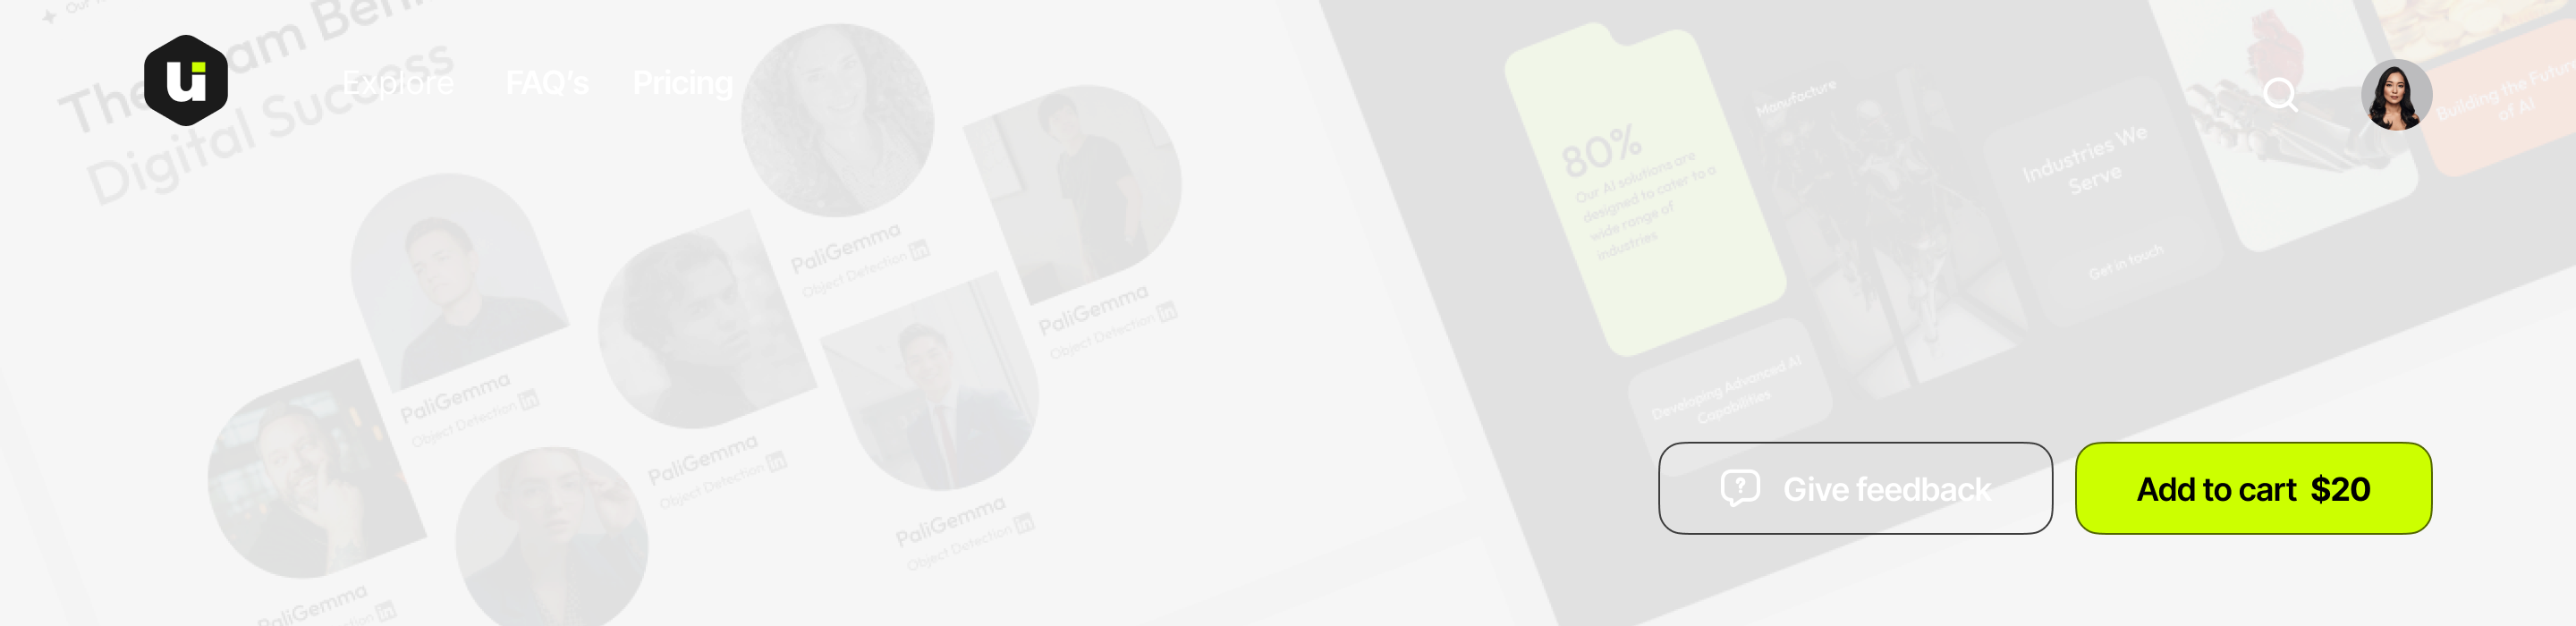 The Team Behi
Digital Success
ui
Explore
FAQ's
Pricing
80%
Our AI solutions are
designed to cater to a
wide range of
industries
Manufacture
Industries We
Serve
Get in touch
Building the Future
of AI
Developing Advanced AI
Capabilities
PaliGemma
Object Detection in
PaliGemma
Object Detection in
PaliGemma
Object Detection in
PaliGemma
Object Detection in
PaliGemma
Object Detection in
PaliGemma
Object Detection in
Give feedback
Add to cart $20